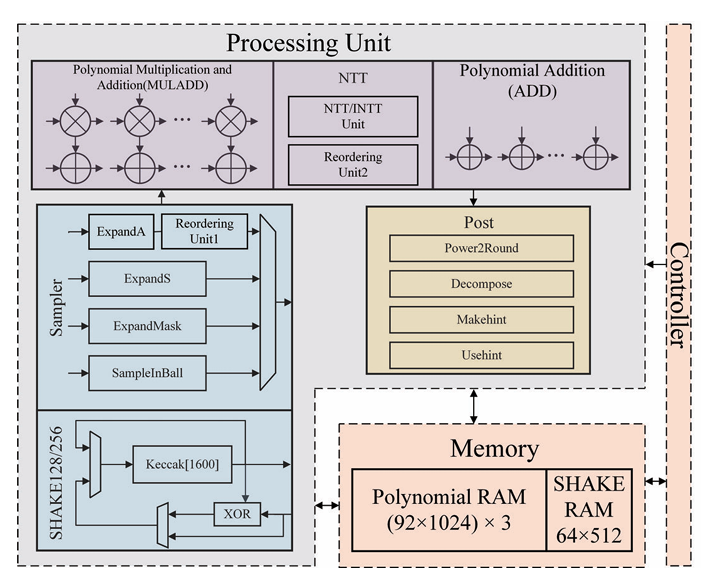 Processing Unit
Polynomial Multiplication and
Addition(MULADD)
NTT
NTT/INTT
Unit
Reordering
Unit2
Polynomial Addition
(ADD)
Sampler
ExpandA
Reordering
Unit1
ExpandS
ExpandMask
SampleInBall
Post
Power2Round
Decompose
Makehint
Usehint
Controller
SHAKE128/256
Keccak[1600]
XOR
Memory
Polynomial RAM
(92×1024) × 3
SHAKE
RAM
64×512